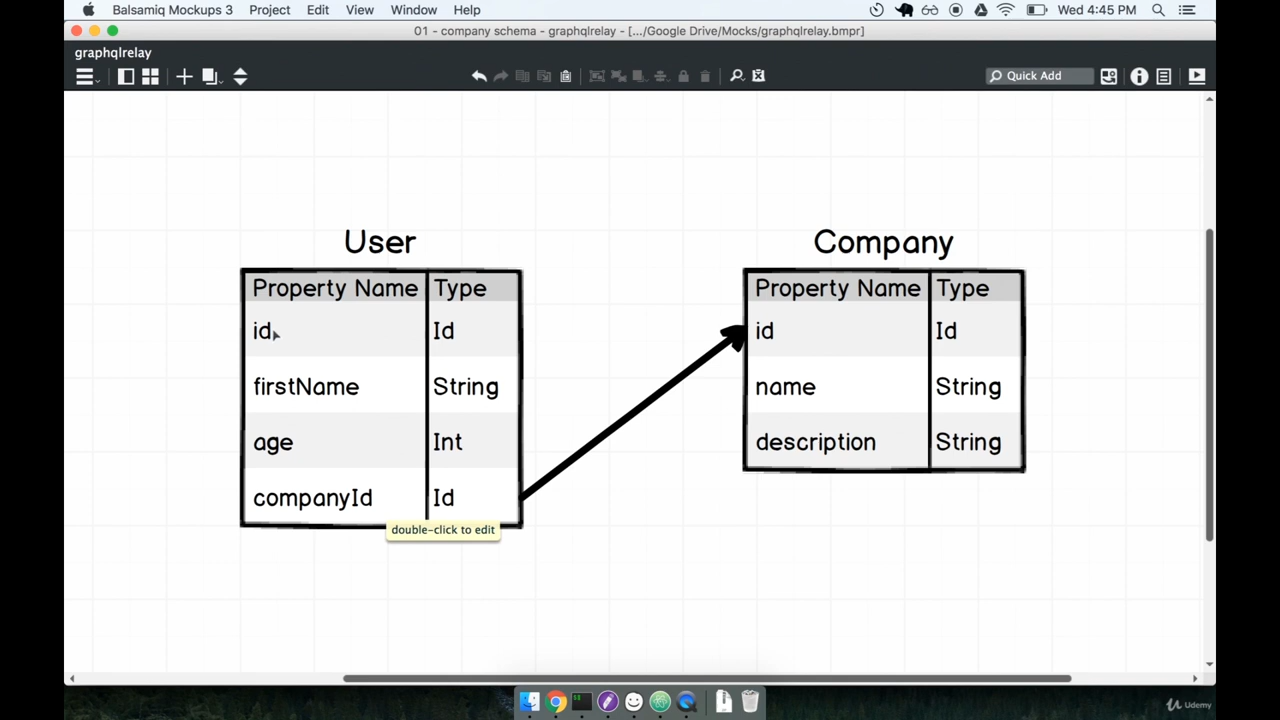 Balsamiq Mockups 3 Project Edit View Window Help Wed 4:45 PM
01 - company schema - graphqlrelay - [.../Google Drive/Mocks/graphqlrelay.bmpr]
graphqlrelay
Quick Add
User
Property Name Type
id Id
firstName String
age Int
companyId Id
double-click to edit
Company
Property Name Type
id Id
name String
description String
Udemy